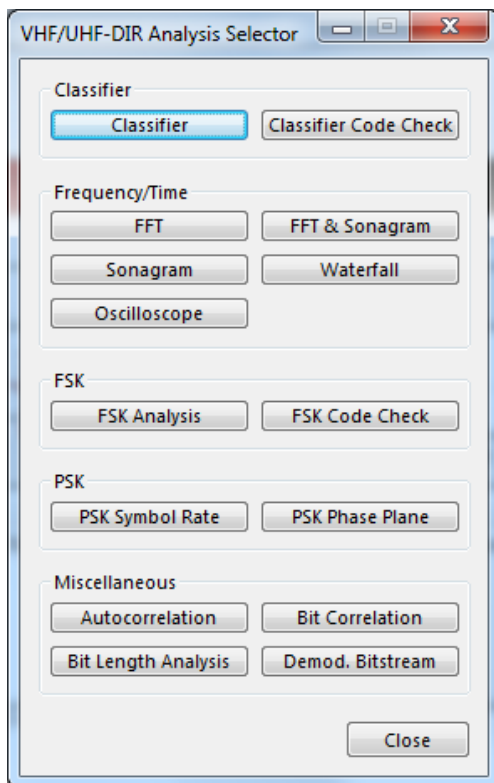 VHF/UHF-DIR Analysis Selector
Classifier
Classifier Classifier Code Check
Frequency/Time
FFT FFT & Sonagram
Sonagram Waterfall
Oscilloscope
FSK
FSK Analysis FSK Code Check
PSK
PSK Symbol Rate PSK Phase Plane
Miscellaneous
Autocorrelation Bit Correlation
Bit Length Analysis Demod. Bitstream
Close